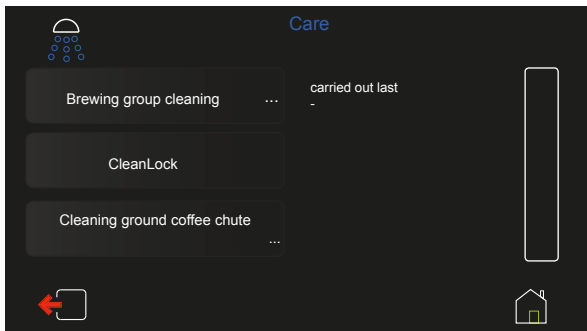 Care
Brewing group cleaning ...
carried out last
-
CleanLock
Cleaning ground coffee chute
...